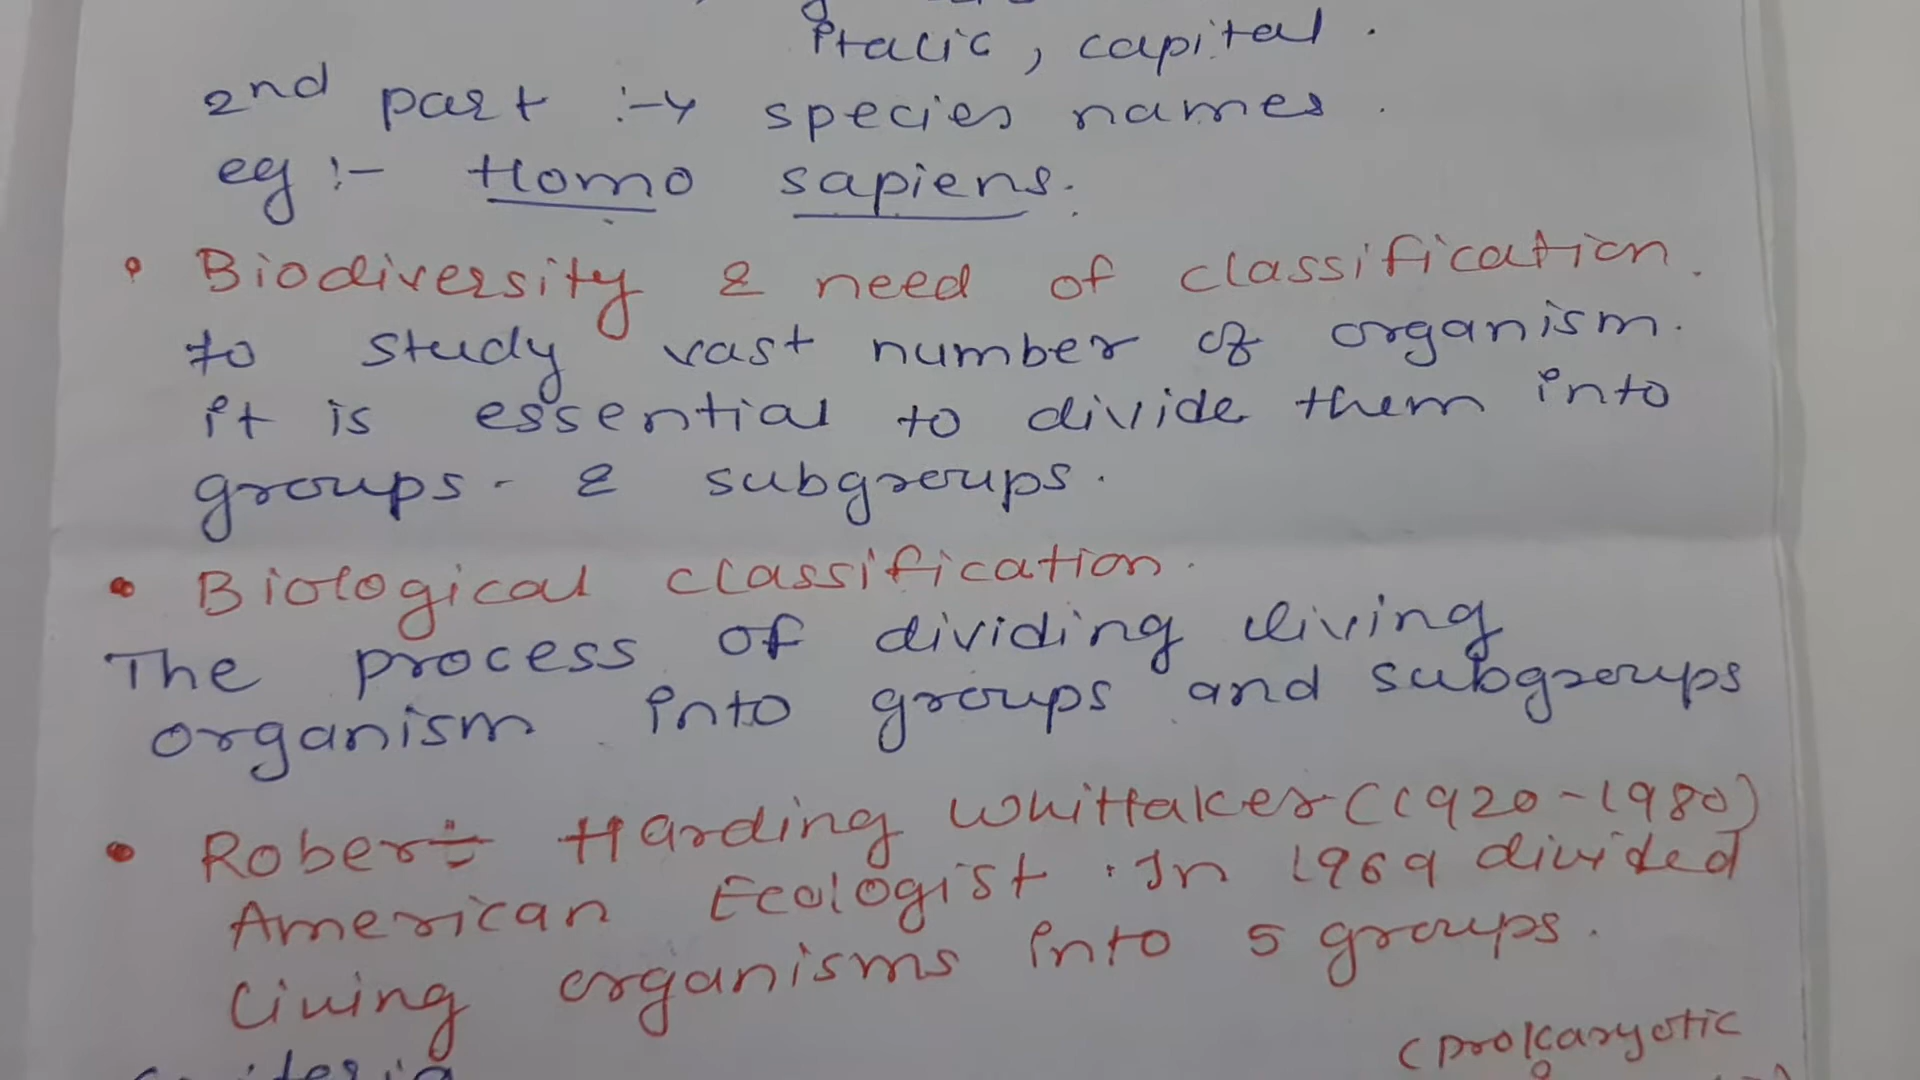 Italic, capital.
2nd part :→ species names.
eg :- Homo sapiens.
• Biodiversity & need of classification.
to study vast number of organism.
it is essential to divide them into
groups. & subgroups.
• Biological classification.
The process of dividing living
organism into groups and subgroups
• Robert Harding Whittaker (1920-1980)
American Ecologist. In 1969 divided
living organisms into 5 groups.
(prokaryotic